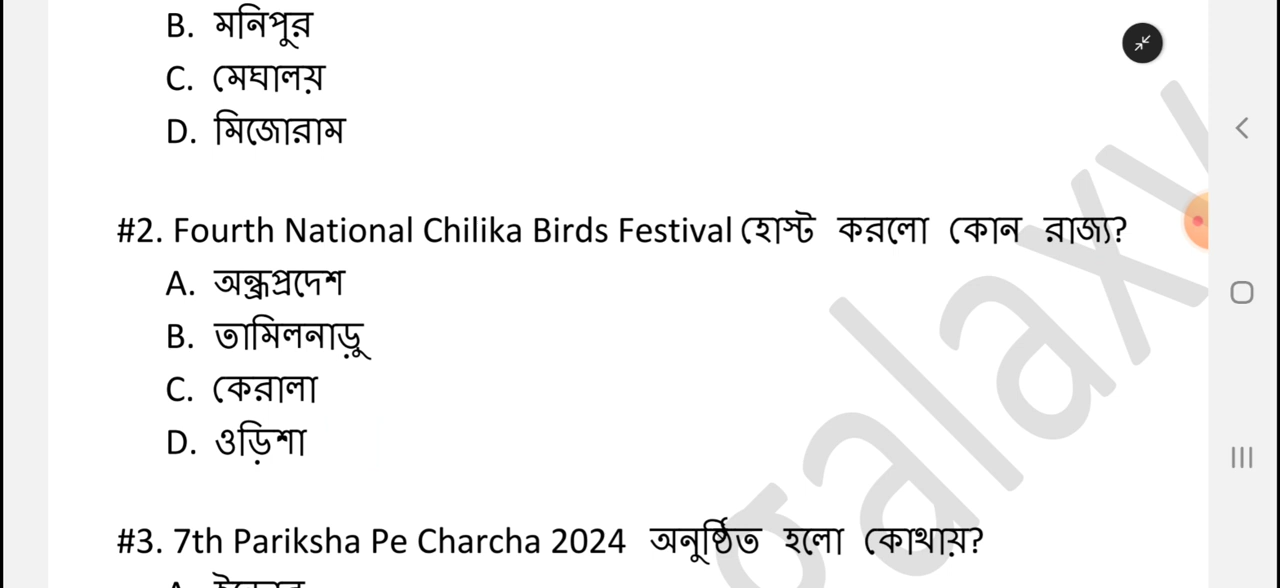 B. মনিপুর
C. মেঘালয়
D. মিজোরাম
#2. Fourth National Chilika Birds Festival হোস্ট করলো কোন রাজ্য?
A. অন্ধ্রপ্রদেশ
B. তামিলনাড়ু
C. কেরালা
D. ওড়িশা
#3. 7th Pariksha Pe Charcha 2024 অনুষ্ঠিত হলো কোথায়?
galaxy